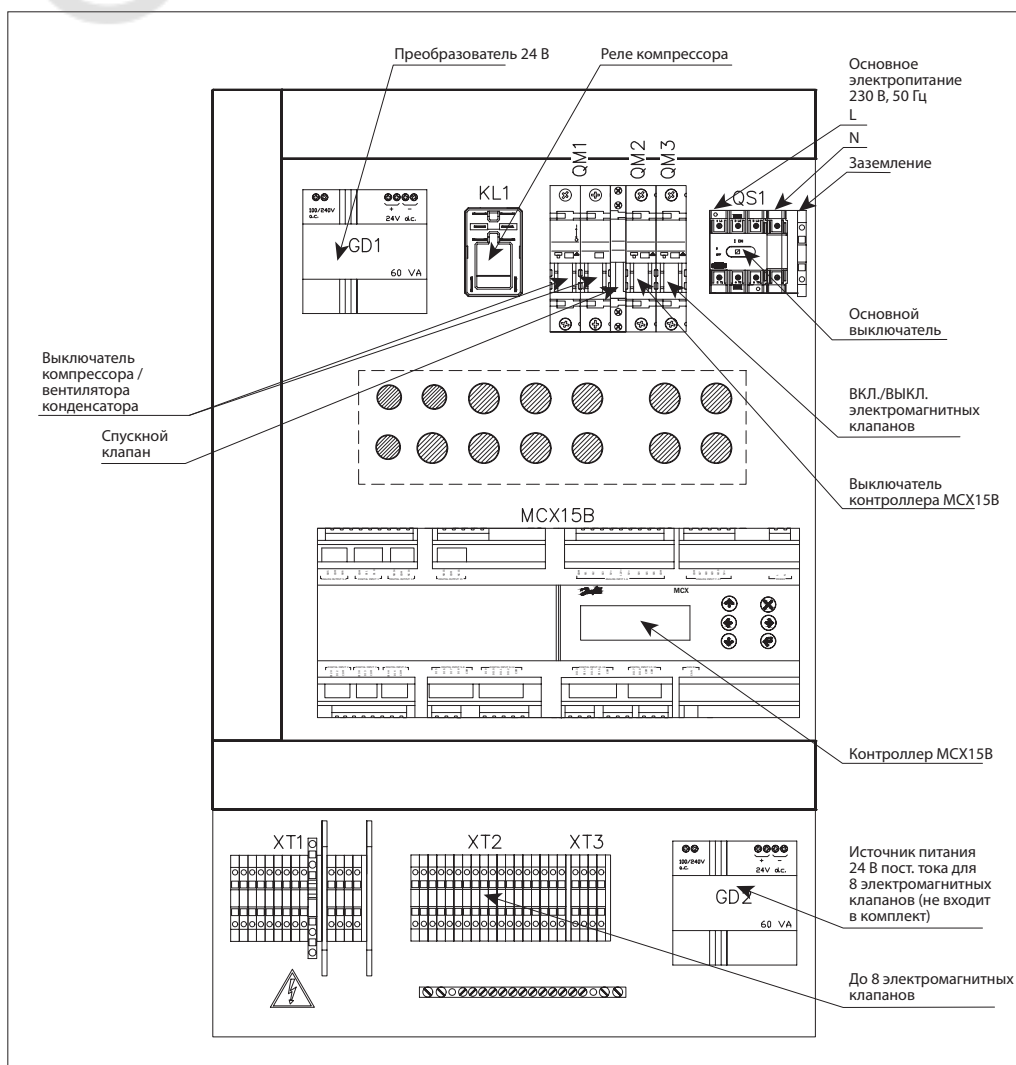 Преобразователь 24 В
Реле компрессора
Основное
электропитание
230 В, 50 Гц
L
N
Заземление
QM1
QM2
QM3
KL1
QS1
100/240V
a.c.
+ -
24V d.c.
GD1
60 VA
Основной
выключатель
Выключатель
компрессора /
вентилятора
конденсатора
Спускной
клапан
ВКЛ./ВЫКЛ.
электромагнитных
клапанов
Выключатель
контроллера MCX15B
MCX15B
MCX
Контроллер MCX15B
XT1
XT2
XT3
100/240V
a.c.
+ -
24V d.c.
GD2
60 VA
Источник питания
24 В пост. тока для
8 электромагнитных
клапанов (не входит
в комплект)
До 8 электромагнитных
клапанов